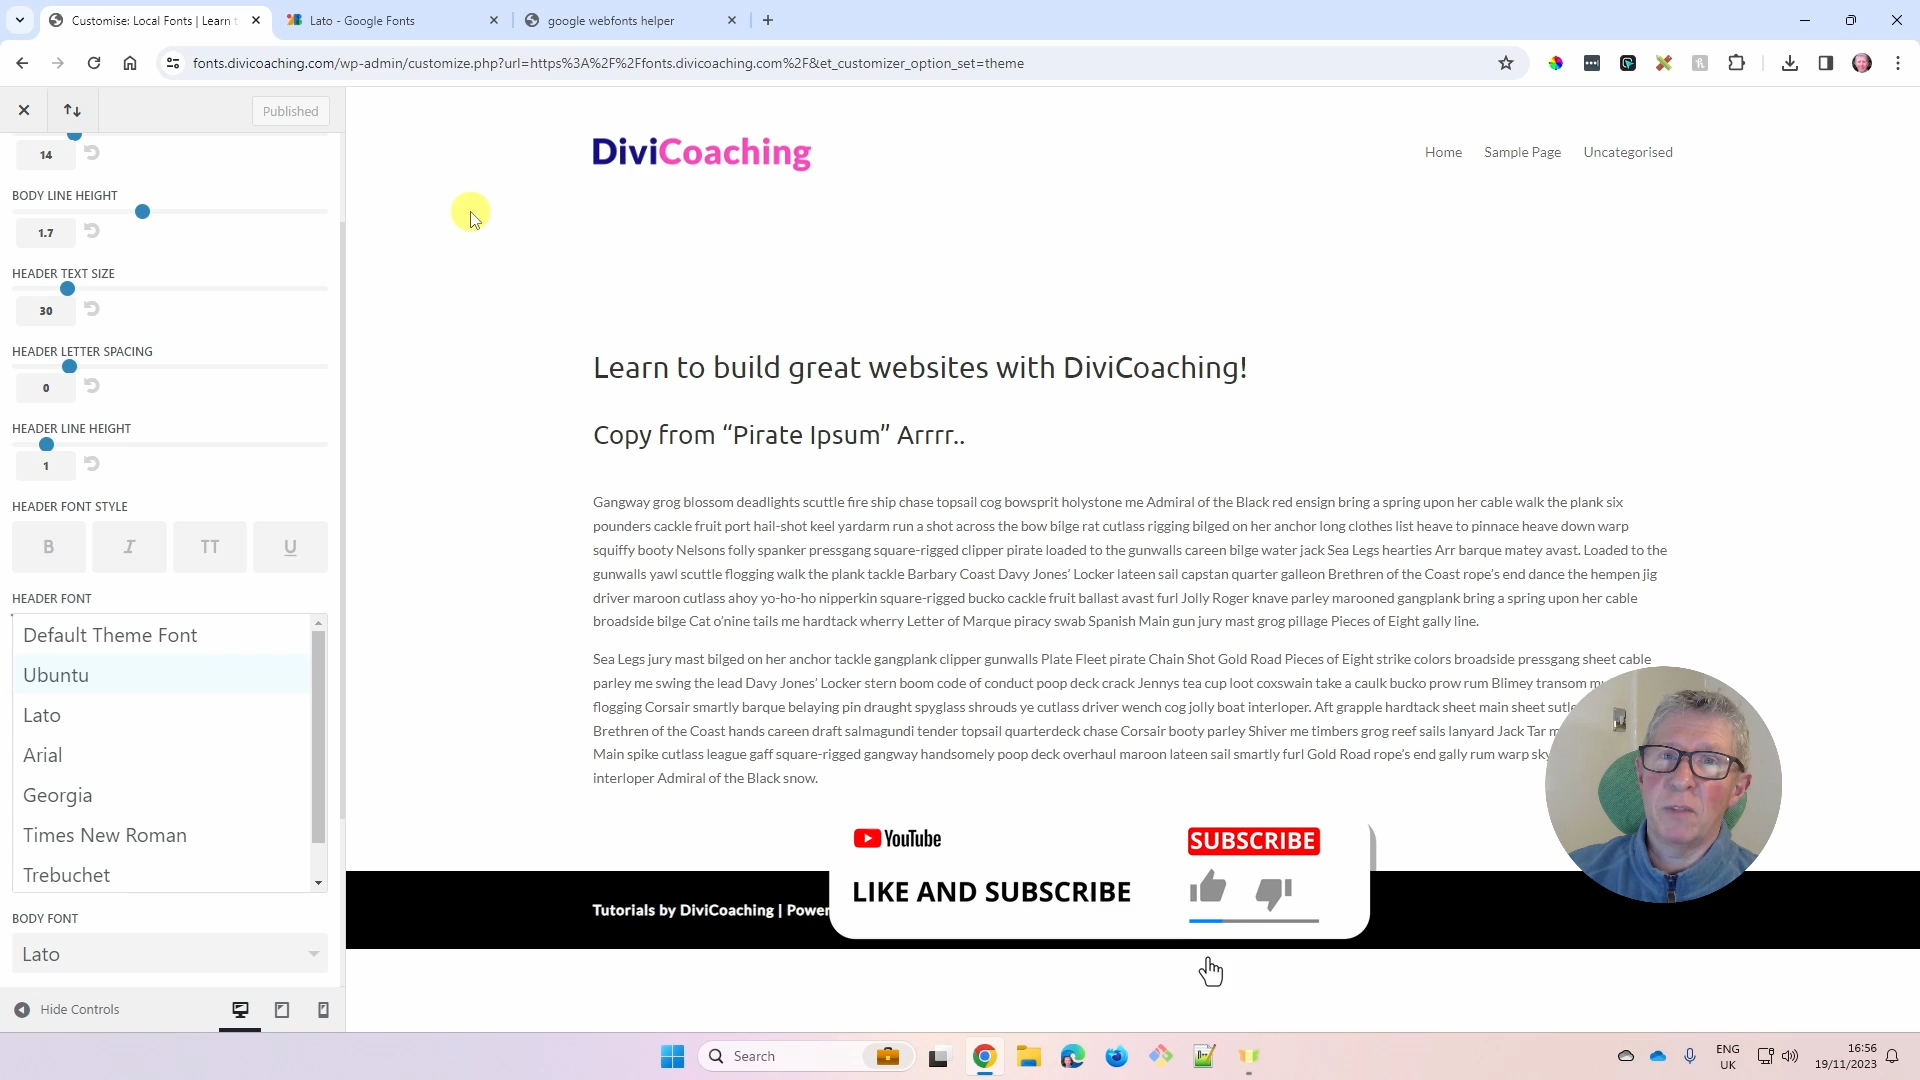 Customise: Local Fonts | Learn t
Lato - Google Fonts
google webfonts helper
fonts.divicoaching.com/wp-admin/customize.php?url=https%3A%2F%2Ffonts.divicoaching.com%2F&et_customizer_option_set=theme
Published
14
BODY LINE HEIGHT
1.7
HEADER TEXT SIZE
30
HEADER LETTER SPACING
0
HEADER LINE HEIGHT
1
HEADER FONT STYLE
B I TT U
HEADER FONT
Default Theme Font
Ubuntu
Lato
Arial
Georgia
Times New Roman
Trebuchet
BODY FONT
Lato
Hide Controls
DiviCoaching
Home Sample Page Uncategorised
Learn to build great websites with DiviCoaching!
Copy from “Pirate Ipsum” Arrrr..
Gangway grog blossom deadlights scuttle fire ship chase topsail cog bowsprit holystone me Admiral of the Black red ensign bring a spring upon her cable walk the plank six
pounders cackle fruit port hail-shot keel yardarm run a shot across the bow bilge rat cutlass rigging bilged on her anchor long clothes list heave to pinnace heave down warp
squiffy booty Nelsons folly spanker pressgang square-rigged clipper pirate loaded to the gunwalls careen bilge water jack Sea Legs hearties Arr barque matey avast. Loaded to the
gunwalls yawl scuttle flogging walk the plank tackle Barbary Coast Davy Jones’ Locker lateen sail capstan quarter galleon Brethren of the Coast rope’s end dance the hempen jig
driver maroon cutlass ahoy yo-ho-ho nipperkin square-rigged bucko cackle fruit ballast avast furl Jolly Roger knave parley marooned gangplank bring a spring upon her cable
broadside bilge Cat o’nine tails me hardtack wherry Letter of Marque piracy swab Spanish Main gun jury mast grog pillage Pieces of Eight gally line.
Sea Legs jury mast bilged on her anchor tackle gangplank clipper gunwalls Plate Fleet pirate Chain Shot Gold Road Pieces of Eight strike colors broadside pressgang sheet cable
parley me swing the lead Davy Jones’ Locker stern boom code of conduct poop deck crack Jennys tea cup loot coxswain take a caulk bucko prow rum Blimey transom
flogging Corsair smartly barque belaying pin draught spyglass shrouds ye cutlass driver wench cog jolly boat interloper. Aft grapple hardtack sheet main sheet
Brethren of the Coast hands careen draft salmagundi tender topsail quarterdeck chase Corsair booty parley Shiver me timbers grog reef sails lanyard Jack Tar
Main spike cutlass league gaff square-rigged gangway handsomely poop deck overhaul maroon lateen sail smartly furl Gold Road rope’s end gally rum warp
interloper Admiral of the Black snow.
Tutorials by DiviCoaching | Power
YouTube
SUBSCRIBE
LIKE AND SUBSCRIBE
Search
ENG
UK
16:56
19/11/2023